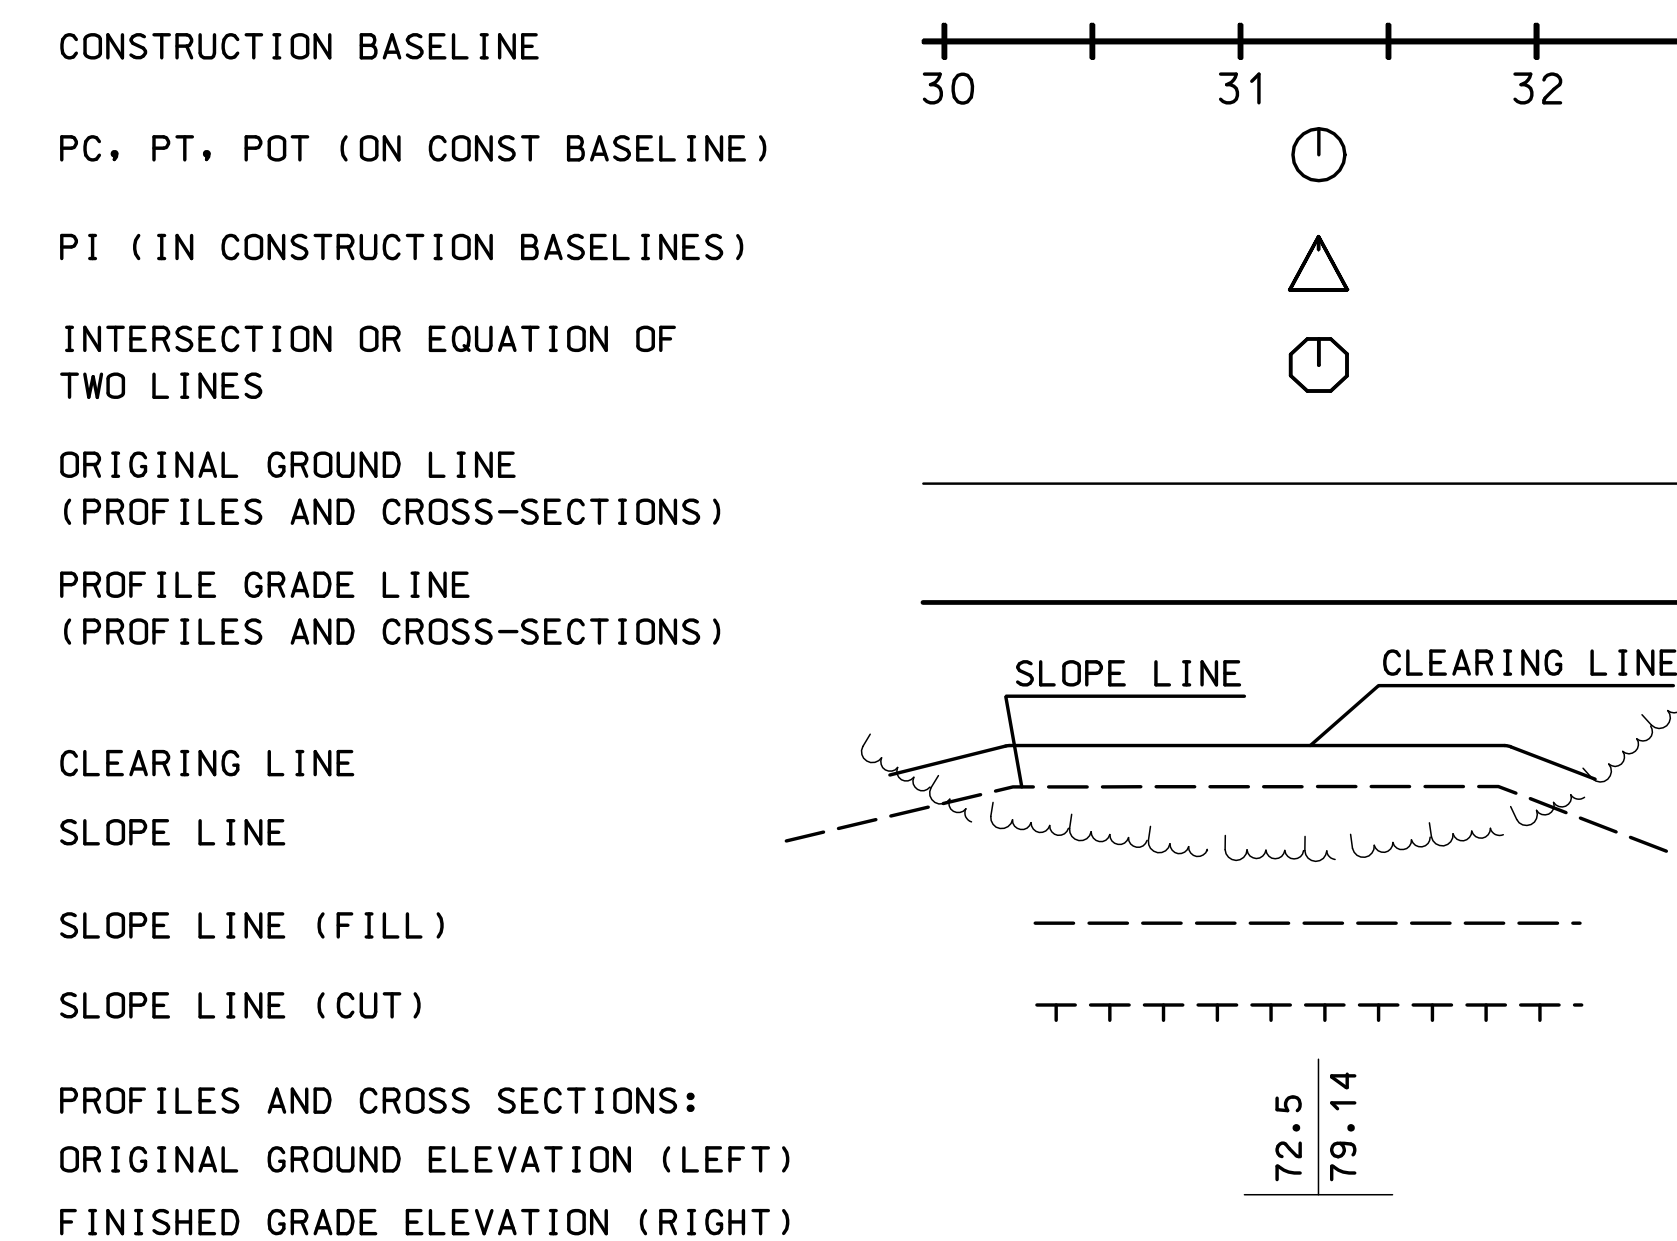 CONSTRUCTION BASELINE
30 31 32
PC, PT, POT (ON CONST BASELINE)
PI (IN CONSTRUCTION BASELINES)
INTERSECTION OR EQUATION OF
TWO LINES
ORIGINAL GROUND LINE
(PROFILES AND CROSS-SECTIONS)
PROFILE GRADE LINE
(PROFILES AND CROSS-SECTIONS)
SLOPE LINE
CLEARING LINE
CLEARING LINE
SLOPE LINE
SLOPE LINE (FILL)
SLOPE LINE (CUT)
PROFILES AND CROSS SECTIONS:
ORIGINAL GROUND ELEVATION (LEFT)
FINISHED GRADE ELEVATION (RIGHT)
72.5
79.14